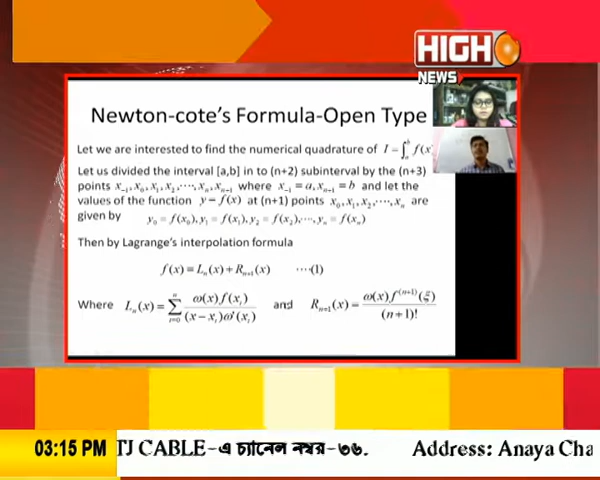 HIGH
NEWS
Newton-cote's Formula-Open Type
Let we are interested to find the numerical quadrature of I = ∫ₐᵇ f(x
Let us divided the interval [a,b] in to (n+2) subinterval by the (n+3)
points x₋₁, x₀, x₁, x₂, ⋯, xₙ, xₙ₊₁ where x₋₁ = a, xₙ₊₁ = b and let the
values of the function y = f(x) at (n+1) points x₀, x₁, x₂, ⋯, xₙ are
given by y₀ = f(x₀), y₁ = f(x₁), y₂ = f(x₂), ⋯, yₙ = f(xₙ)
Then by Lagrange's interpolation formula
f(x) = Lₙ(x) + Rₙ₊₁(x) ⋯(1)
Where Lₙ(x) = ∑ᵢ₌₀ⁿ ω(x)f(xᵢ) / (x − xᵢ)ω'(xᵢ) and Rₙ₊₁(x) = ω(x)f⁽ⁿ⁺¹⁾(ξ) / (n+1)!
03:15 PM TJ CABLE-এ চ্যানেল নম্বর-৩৬. Address: Anaya Cha